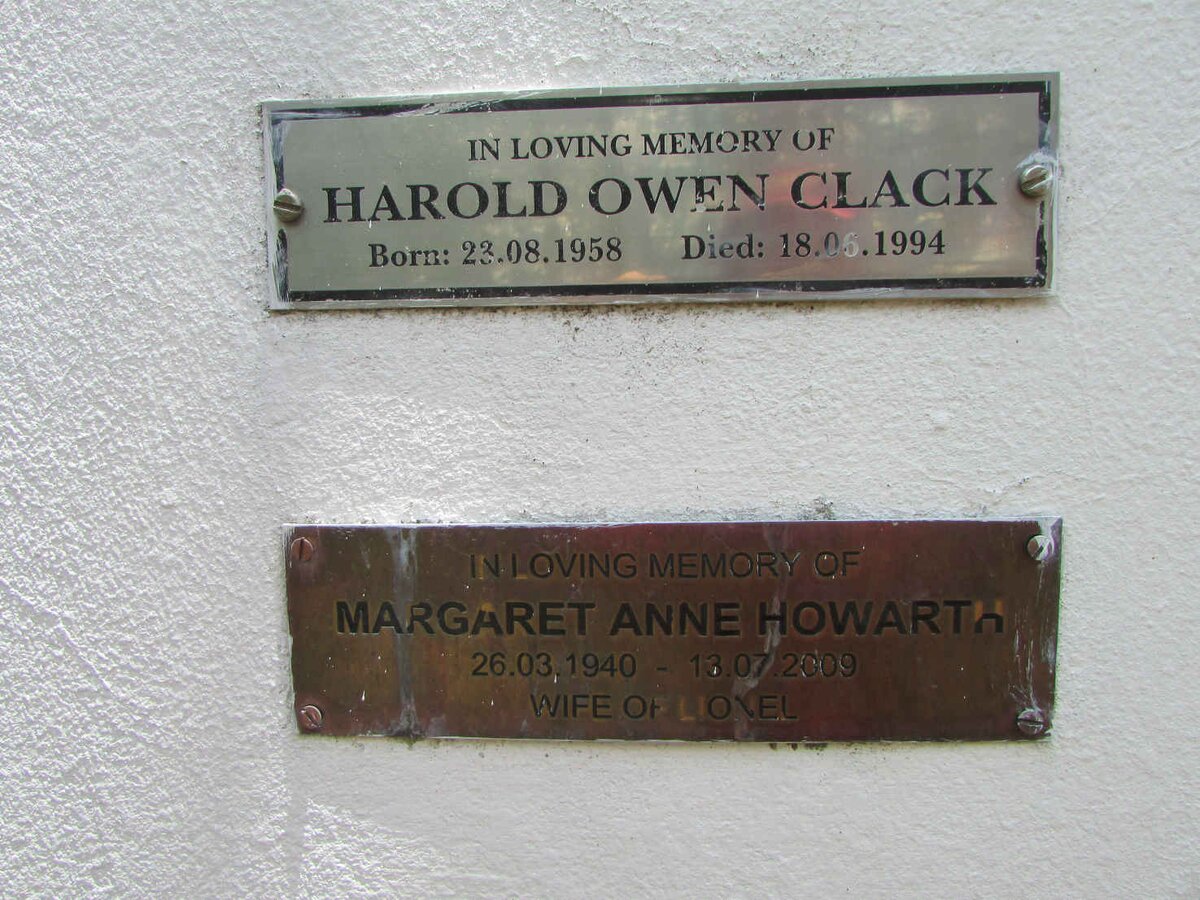 IN LOVING MEMORY OF
HAROLD OWEN CLACK
Born: 23.08.1958 Died: 18.06.1994
IN LOVING MEMORY OF
MARGARET ANNE HOWARTH
26.03.1940 - 13.07.2009
WIFE OF LIONEL